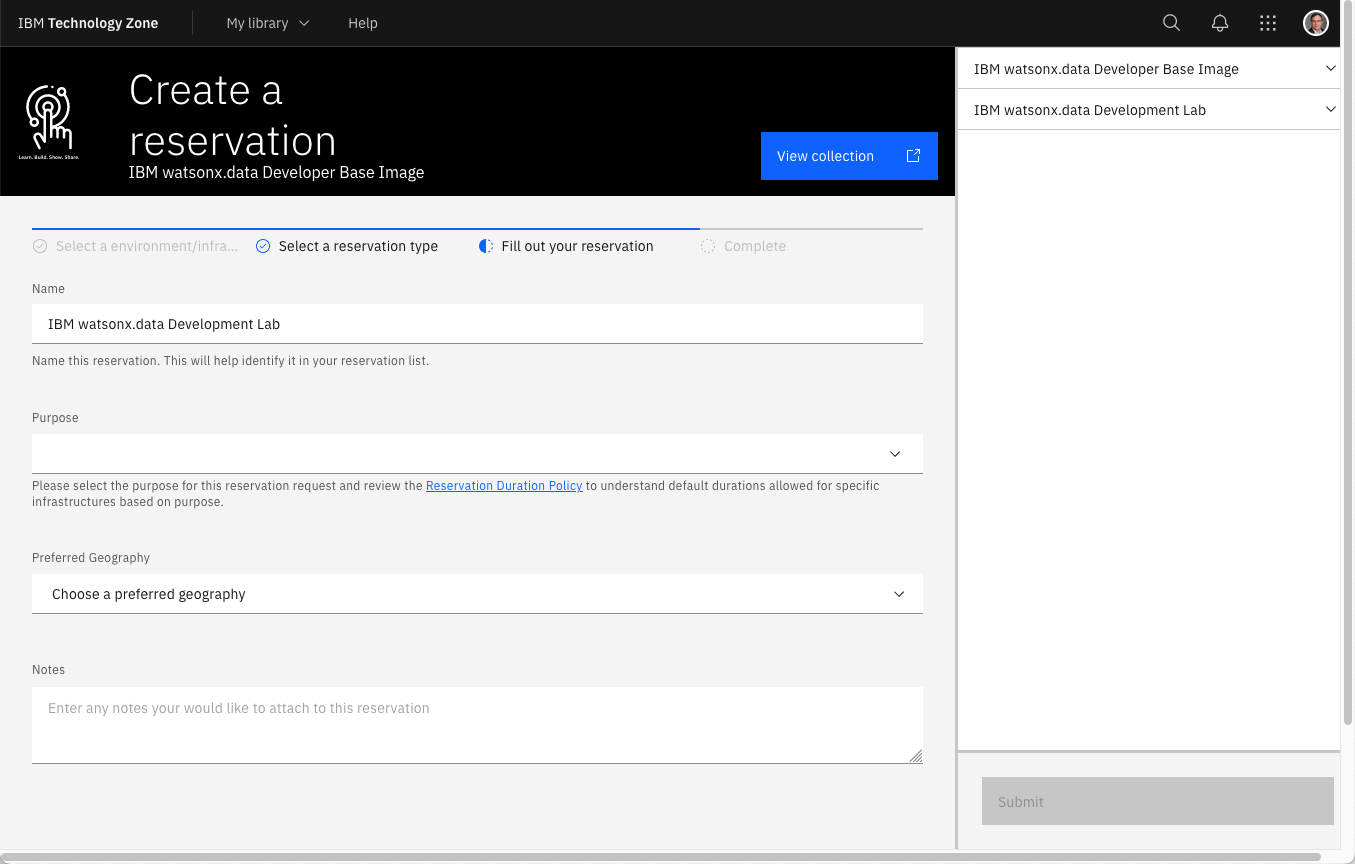 IBM Technology Zone
My library
Help
Learn. Build. Show. Share.
Create a
reservation
IBM watsonx.data Developer Base Image
View collection
Select a environment/infra...
Select a reservation type
Fill out your reservation
Complete
Name
IBM watsonx.data Development Lab
Name this reservation. This will help identify it in your reservation list.
Purpose
Please select the purpose for this reservation request and review the Reservation Duration Policy to understand default durations allowed for specific
infrastructures based on purpose.
Preferred Geography
Choose a preferred geography
Notes
Enter any notes your would like to attach to this reservation
IBM watsonx.data Developer Base Image
IBM watsonx.data Development Lab
Submit